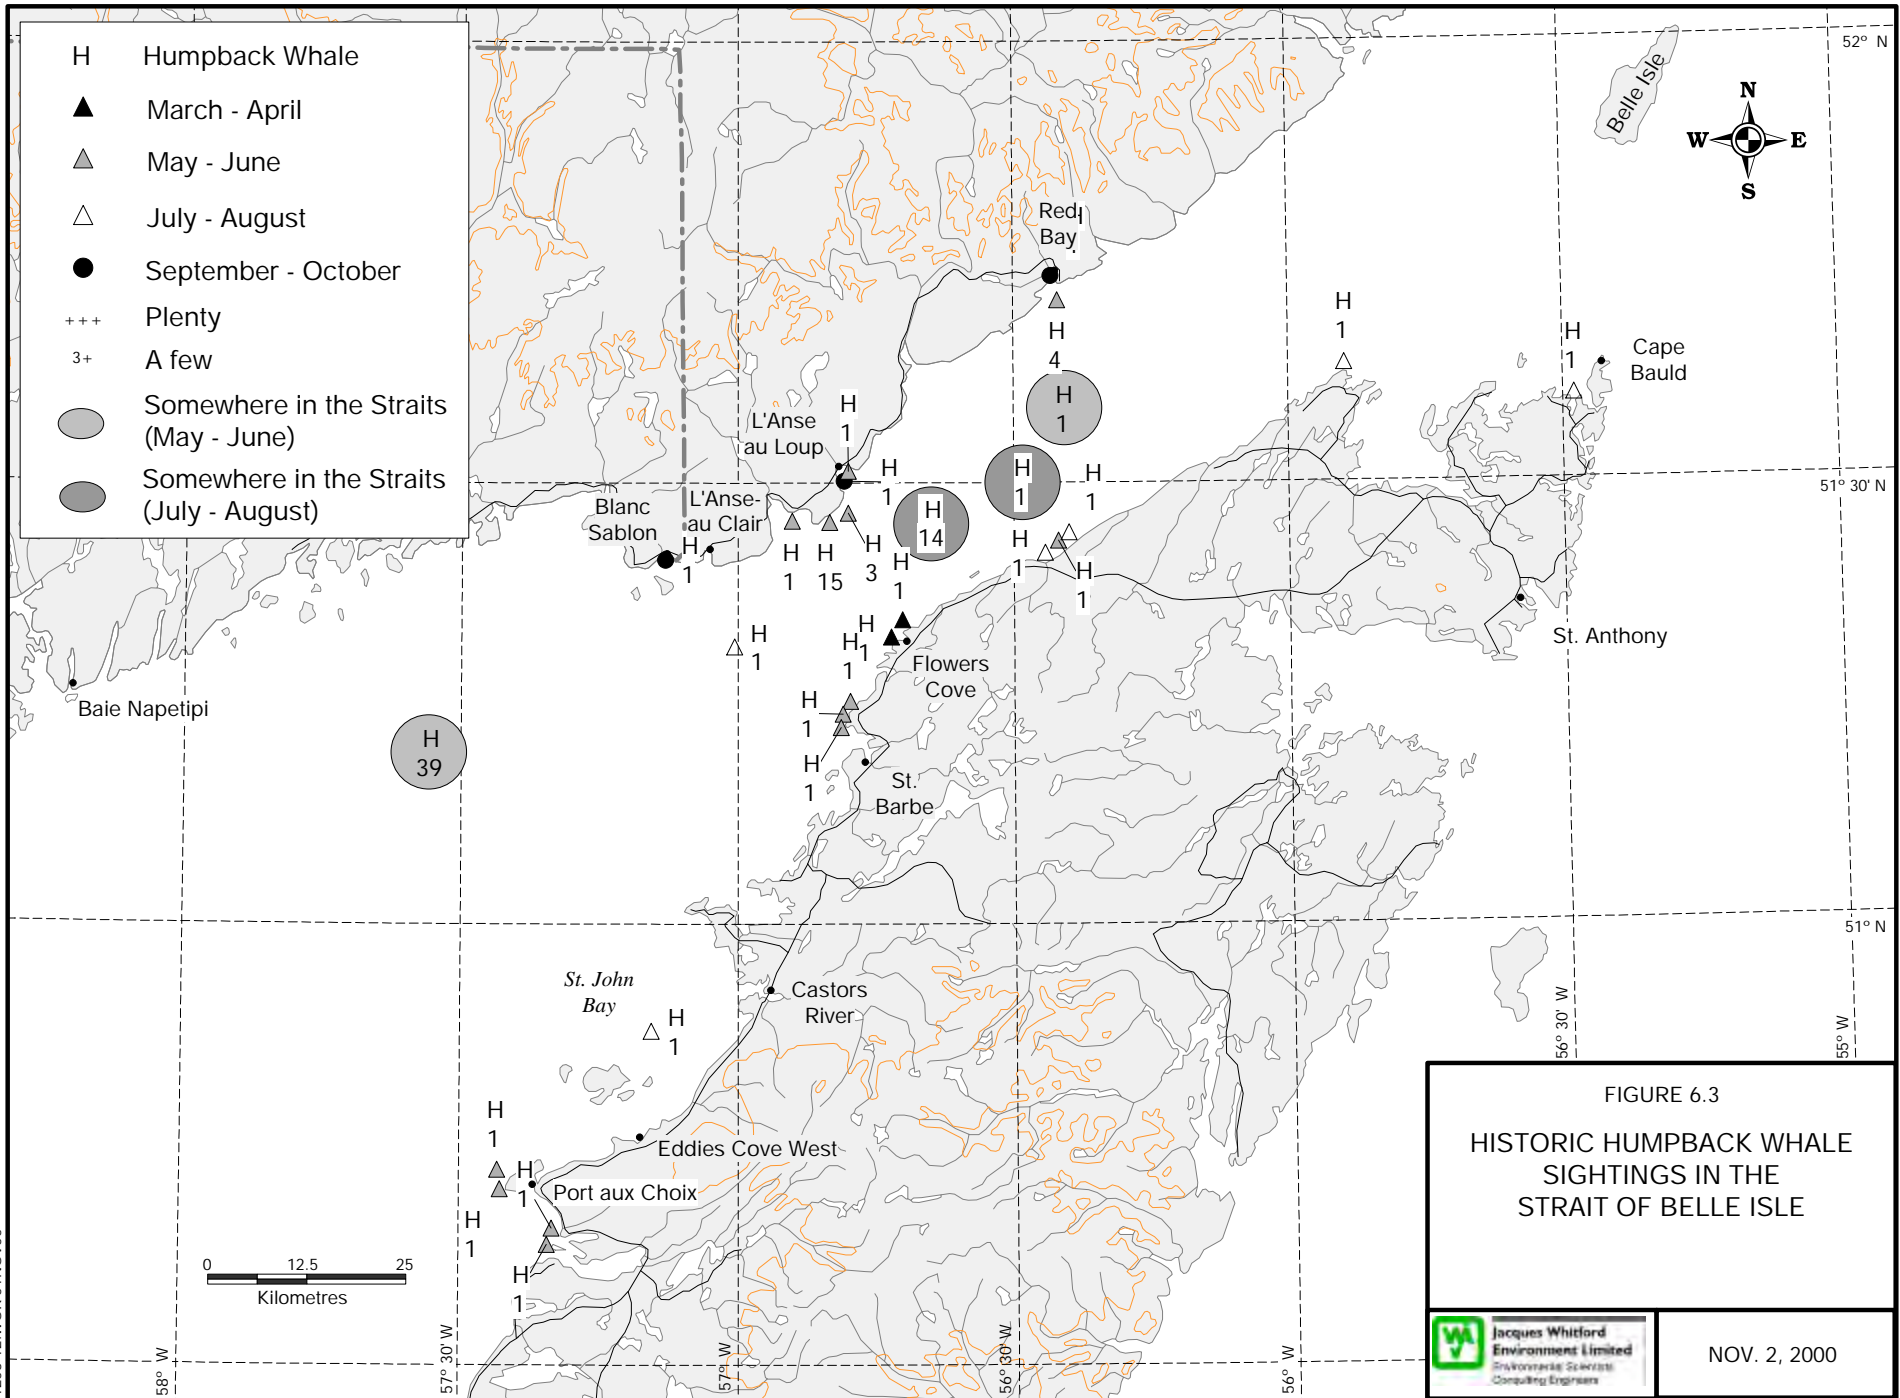 H Humpback Whale
March - April
May - June
July - August
September - October
+++ Plenty
3+ A few
Somewhere in the Straits
(May - June)
Somewhere in the Straits
(July - August)
52° N
Belle Isle
N
W E
S
Red
Bay
H
4
H
1
H
1
H
1
Cape
Bauld
L'Anse
au Loup
H
1
H
1
H
1
H
1
51° 30' N
Blanc
Sablon
L'Anse-
au Clair
H
1
H
1
H
15
H
3
H
14
H
1
H
1
H
1
H
1
H
1
H
1
Flowers
Cove
St. Anthony
Baie Napetipi
H
39
H
1
H
1
St.
Barbe
51° N
St. John
Bay
Castors
River
H
1
H
1
Eddies Cove West
H
1
Port aux Choix
H
1
H
1
0 12.5 25
Kilometres
58° W
57° 30' W
57° W
56° 30' W
56° W
56° 30' W
55° W
FIGURE 6.3
HISTORIC HUMPBACK WHALE
SIGHTINGS IN THE
STRAIT OF BELLE ISLE
Jacques Whitford
Environment Limited
Environmental Scientists
Consulting Engineers
NOV. 2, 2000